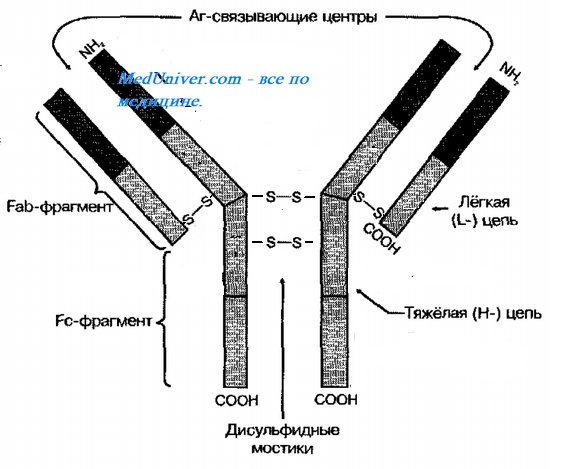 Аг-связывающие центры
NH₂
MedUniver.com – все по
медицине.
NH₂
Fab-фрагмент
S—S
–S—S–
S—S
Лёгкая
(L-) цепь
COOH
–S—S–
Fc-фрагмент
Тяжёлая (H-) цепь
COOH
COOH
Дисульфидные
мостики